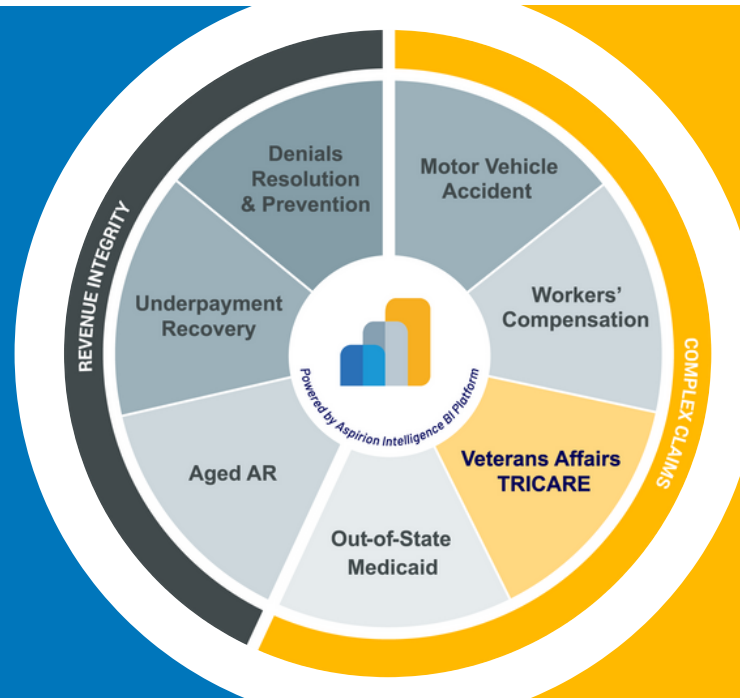 REVENUE INTEGRITY
COMPLEX CLAIMS
Denials
Resolution
& Prevention
Motor Vehicle
Accident
Underpayment
Recovery
Workers’
Compensation
Powered by Aspirion Intelligence BI Platform
Aged AR
Veterans Affairs
TRICARE
Out-of-State
Medicaid